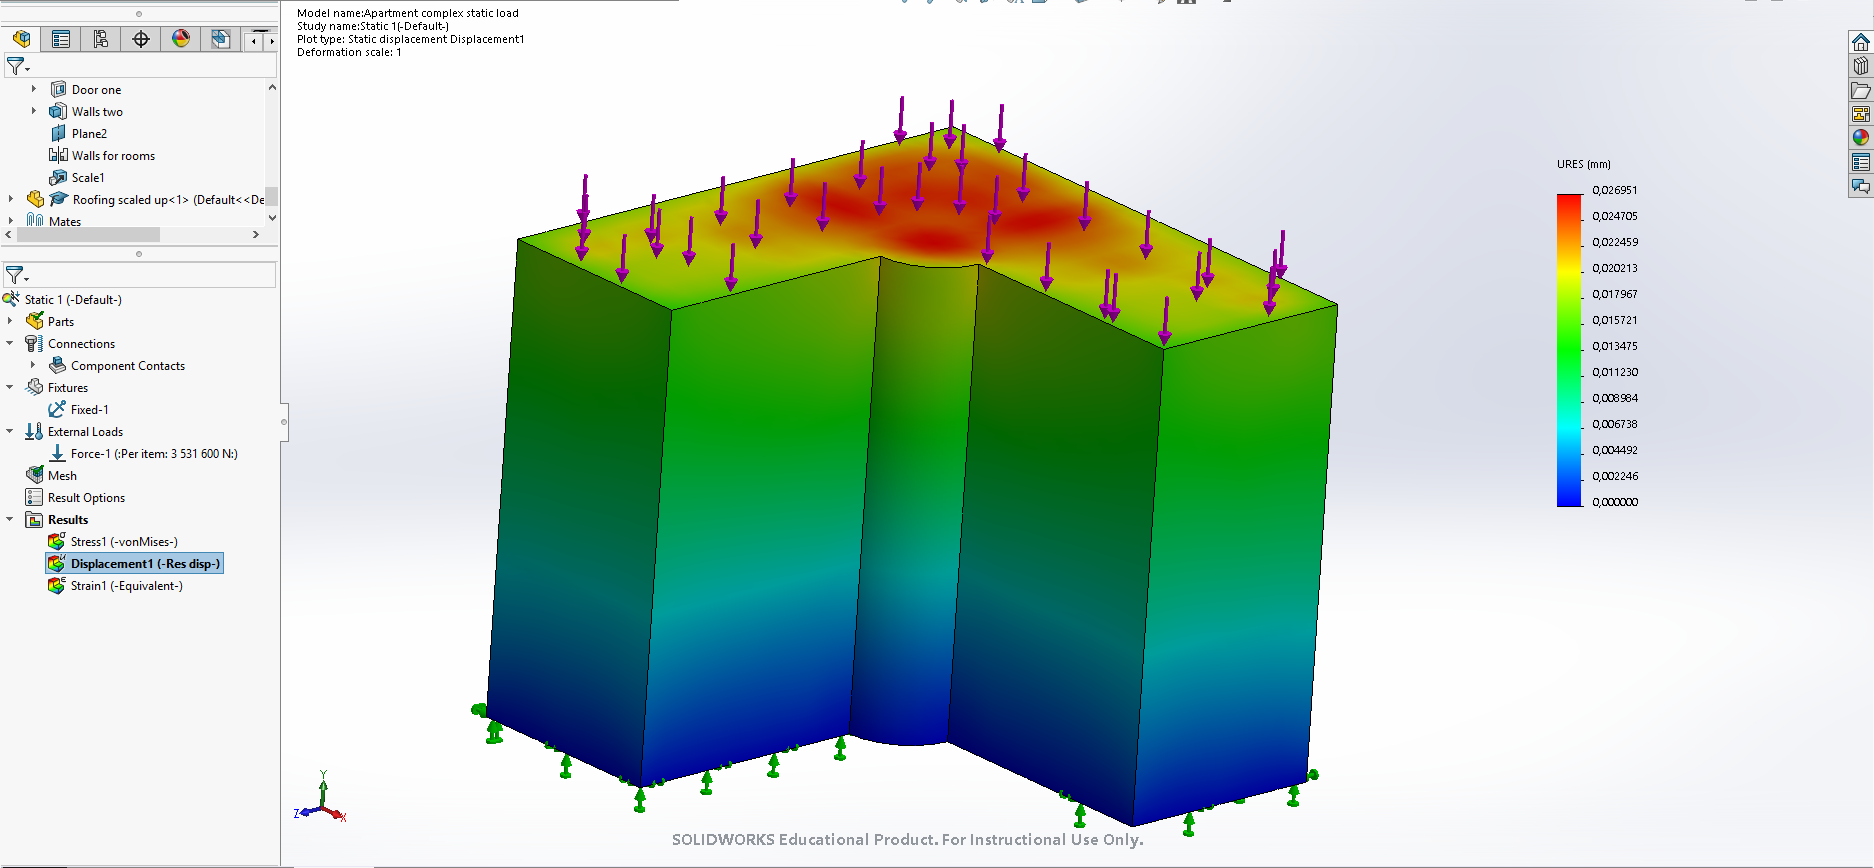 Model name:Apartment complex static load
Study name:Static 1(-Default-)
Plot type: Static displacement Displacement1
Deformation scale: 1
Door one
Walls two
Plane2
Walls for rooms
Scale1
Roofing scaled up<1> (Default<<De
Mates
Static 1 (-Default-)
Parts
Connections
Component Contacts
Fixtures
Fixed-1
External Loads
Force-1 (:Per item: 3 531 600 N:)
Mesh
Result Options
Results
Stress1 (-vonMises-)
Displacement1 (-Res disp-)
Strain1 (-Equivalent-)
URES (mm)
0,026951
0,024705
0,022459
0,020213
0,017967
0,015721
0,013475
0,011230
0,008984
0,006738
0,004492
0,002246
0,000000
Y
Z
X
SOLIDWORKS Educational Product. For Instructional Use Only.